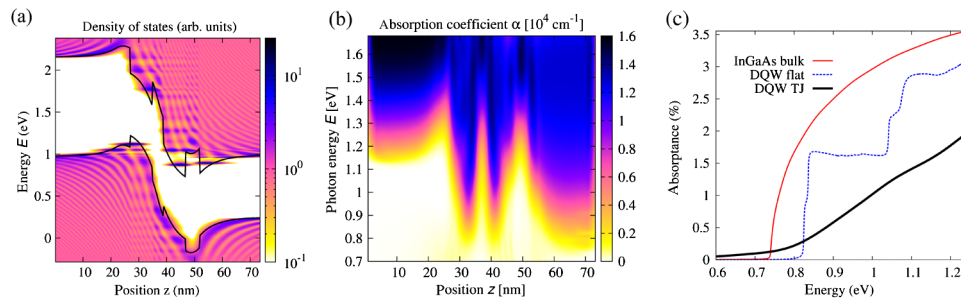 (a)
Density of states (arb. units)
Energy E (eV)
2
1
0
10 20 30 40 50 60 70
Position z (nm)
10^1
10^0
10^-1
(b)
Absorption coefficient α [10^4 cm^-1]
Photon energy E [eV]
1.6
1.5
1.4
1.3
1.2
1.1
1
0.9
0.8
0.7
10 20 30 40 50 60 70
Position z [nm]
1.6
1.4
1.2
1
0.8
0.6
0.4
0.2
0
(c)
Absorptance (%)
3.5
3
2.5
2
1.5
1
0.5
0
InGaAs bulk
DQW flat
DQW TJ
0.6 0.7 0.8 0.9 1 1.1 1.2
Energy (eV)